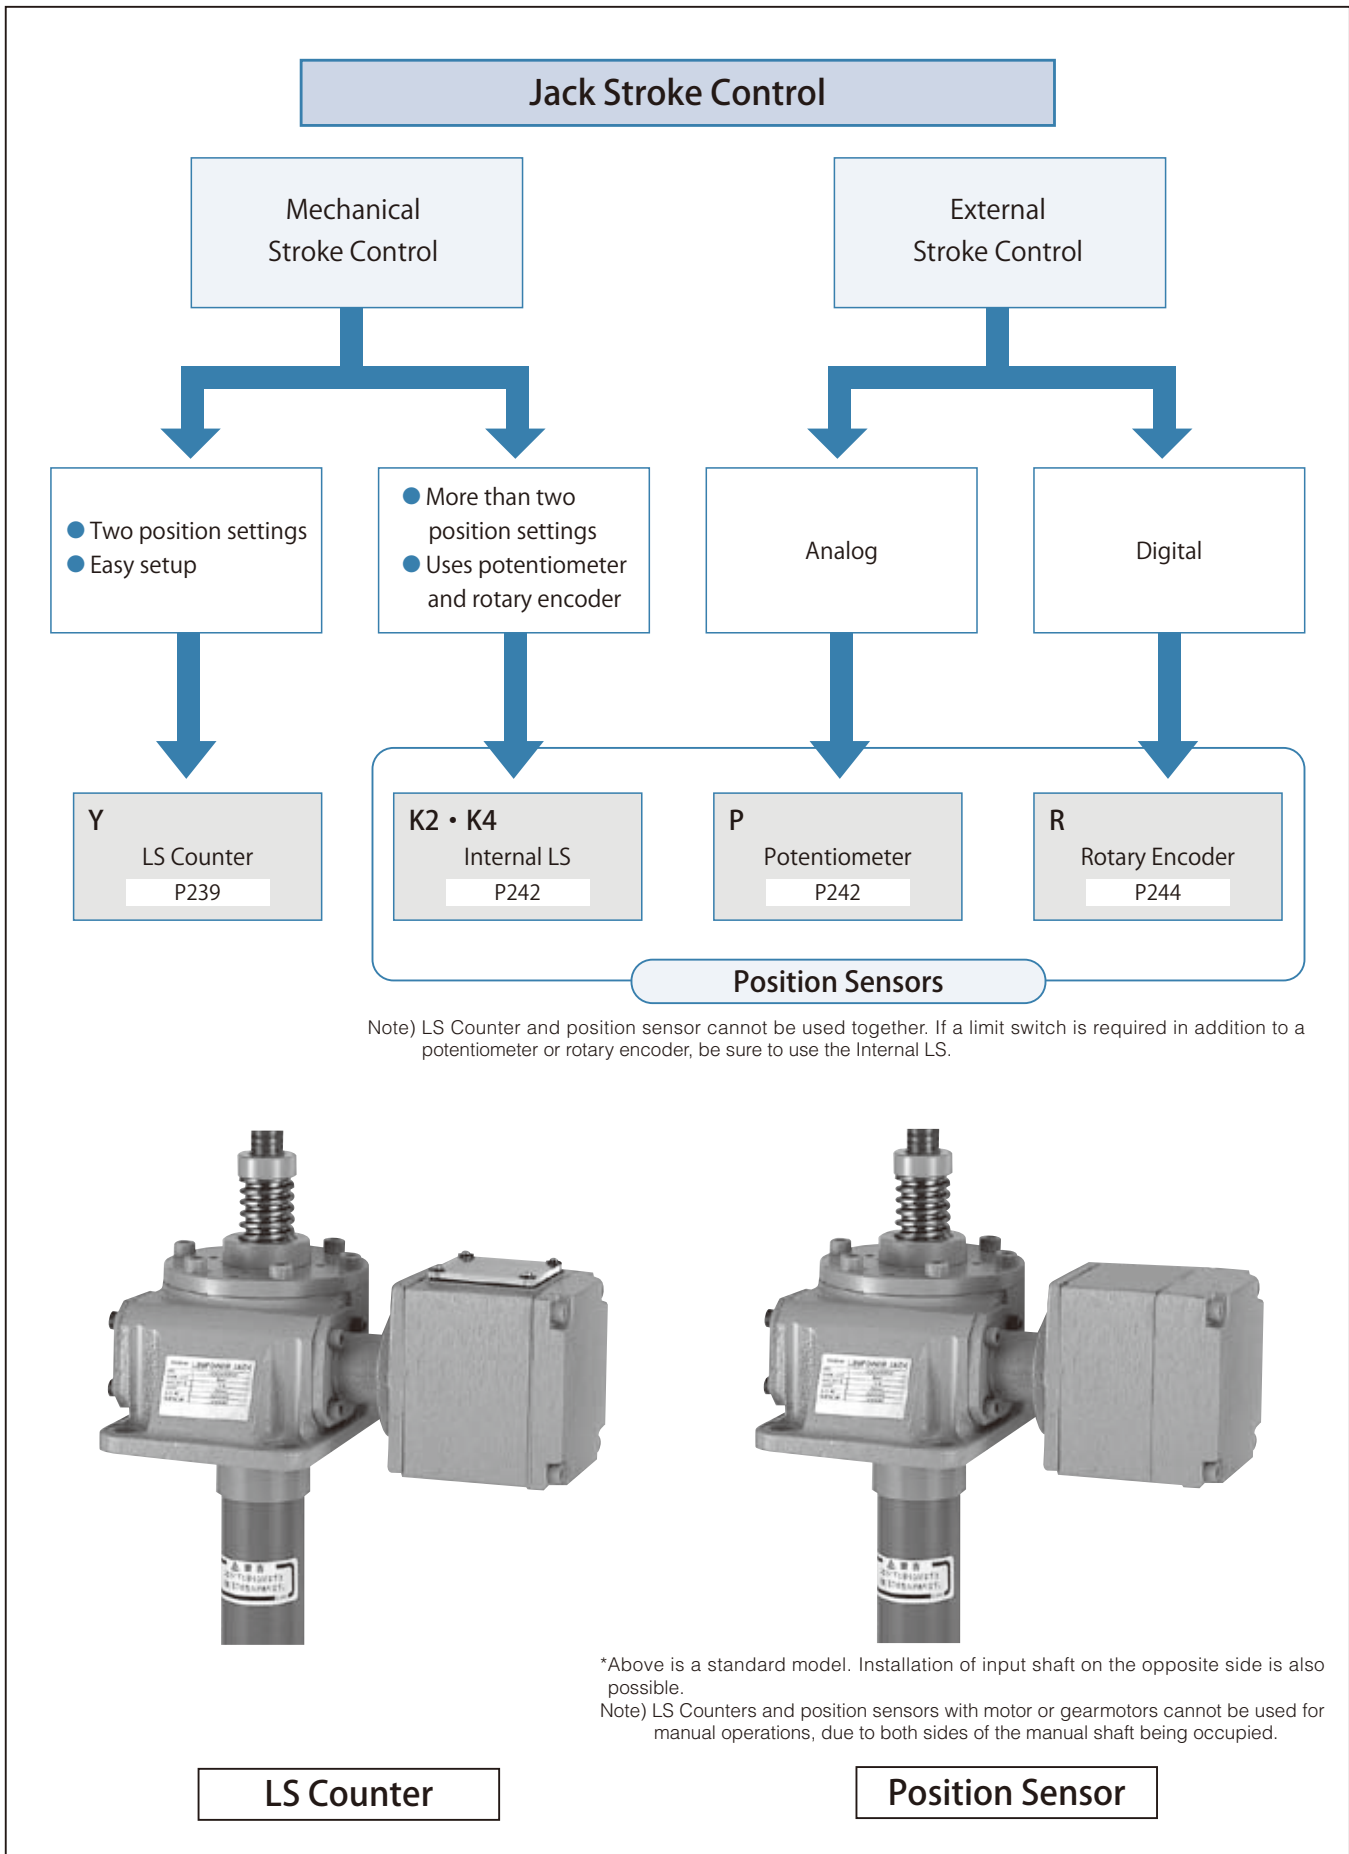 Jack Stroke Control
Mechanical
Stroke Control
External
Stroke Control
● Two position settings
● Easy setup
● More than two
position settings
● Uses potentiometer
and rotary encoder
Analog
Digital
Y
LS Counter
P239
K2・K4
Internal LS
P242
P
Potentiometer
P242
R
Rotary Encoder
P244
Position Sensors
Note) LS Counter and position sensor cannot be used together. If a limit switch is required in addition to a
potentiometer or rotary encoder, be sure to use the Internal LS.
*Above is a standard model. Installation of input shaft on the opposite side is also
possible.
Note) LS Counters and position sensors with motor or gearmotors cannot be used for
manual operations, due to both sides of the manual shaft being occupied.
LS Counter
Position Sensor